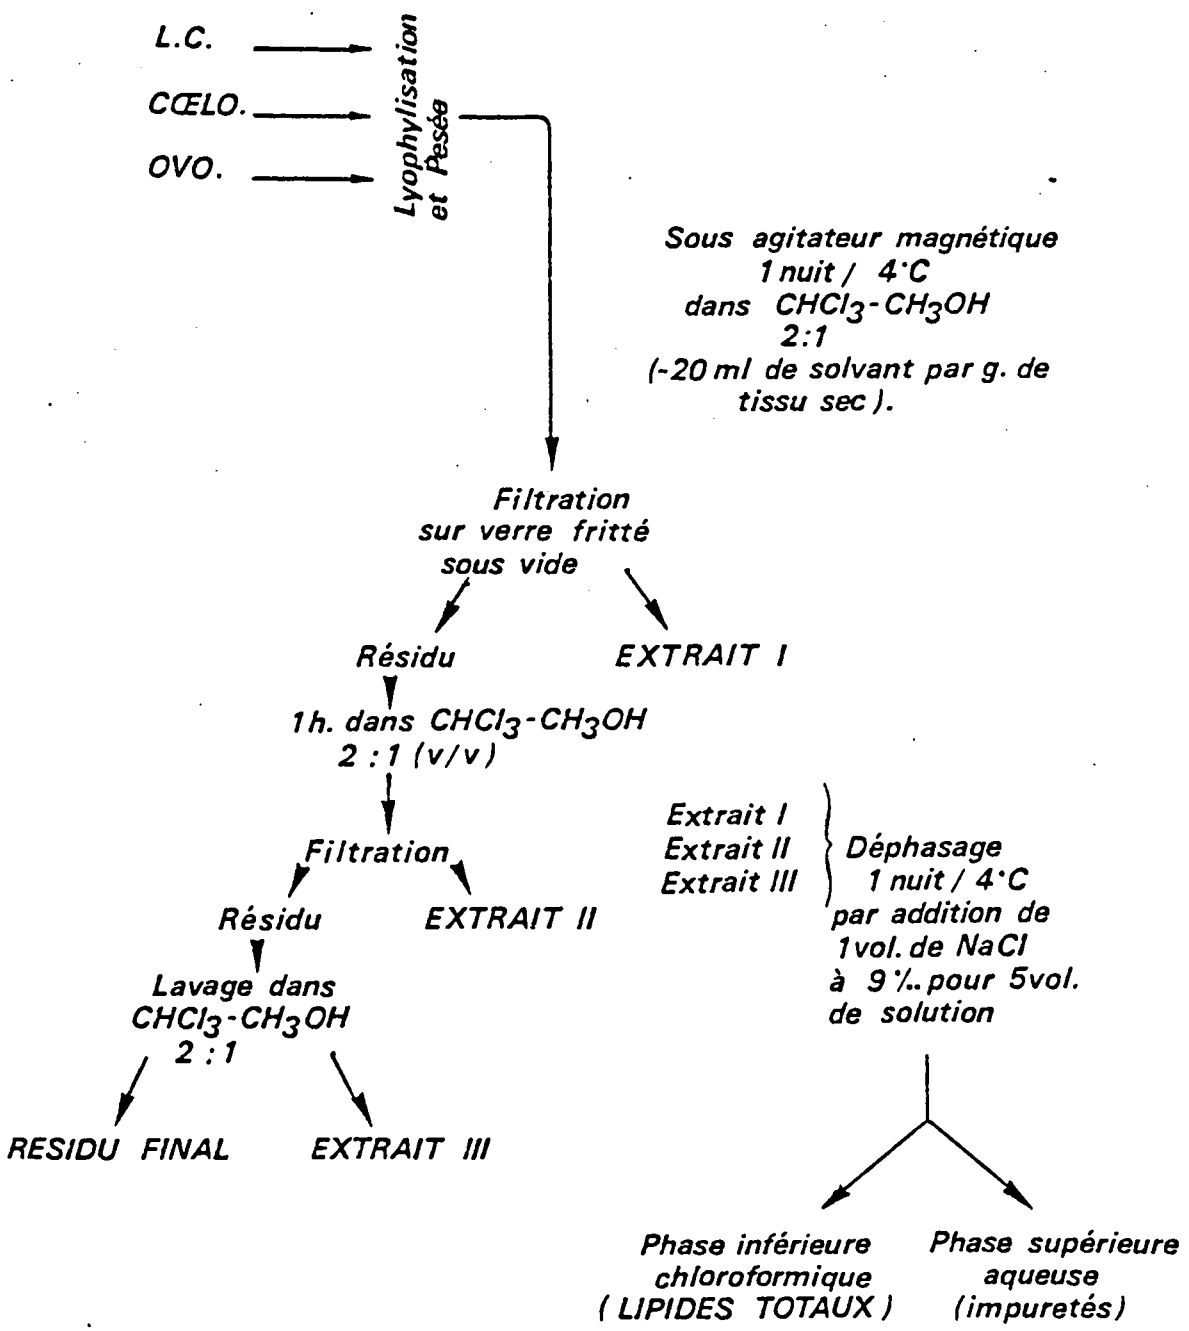 L.C.
CŒLO.
OVO.
Lyophylisation
et Pesée
Sous agitateur magnétique
1 nuit / 4°C
dans CHCl3-CH3OH
2:1
(~20 ml de solvant par g. de
tissu sec).
Filtration
sur verre fritté
sous vide
Résidu
EXTRAIT I
1h. dans CHCl3-CH3OH
2 : 1 (v/v)
Filtration
Résidu
EXTRAIT II
Lavage dans
CHCl3-CH3OH
2 : 1
RESIDU FINAL
EXTRAIT III
Extrait I
Extrait II
Extrait III
Déphasage
1 nuit / 4°C
par addition de
1vol. de NaCl
à 9‰ pour 5vol.
de solution
Phase inférieure
chloroformique
(LIPIDES TOTAUX)
Phase supérieure
aqueuse
(impuretés)